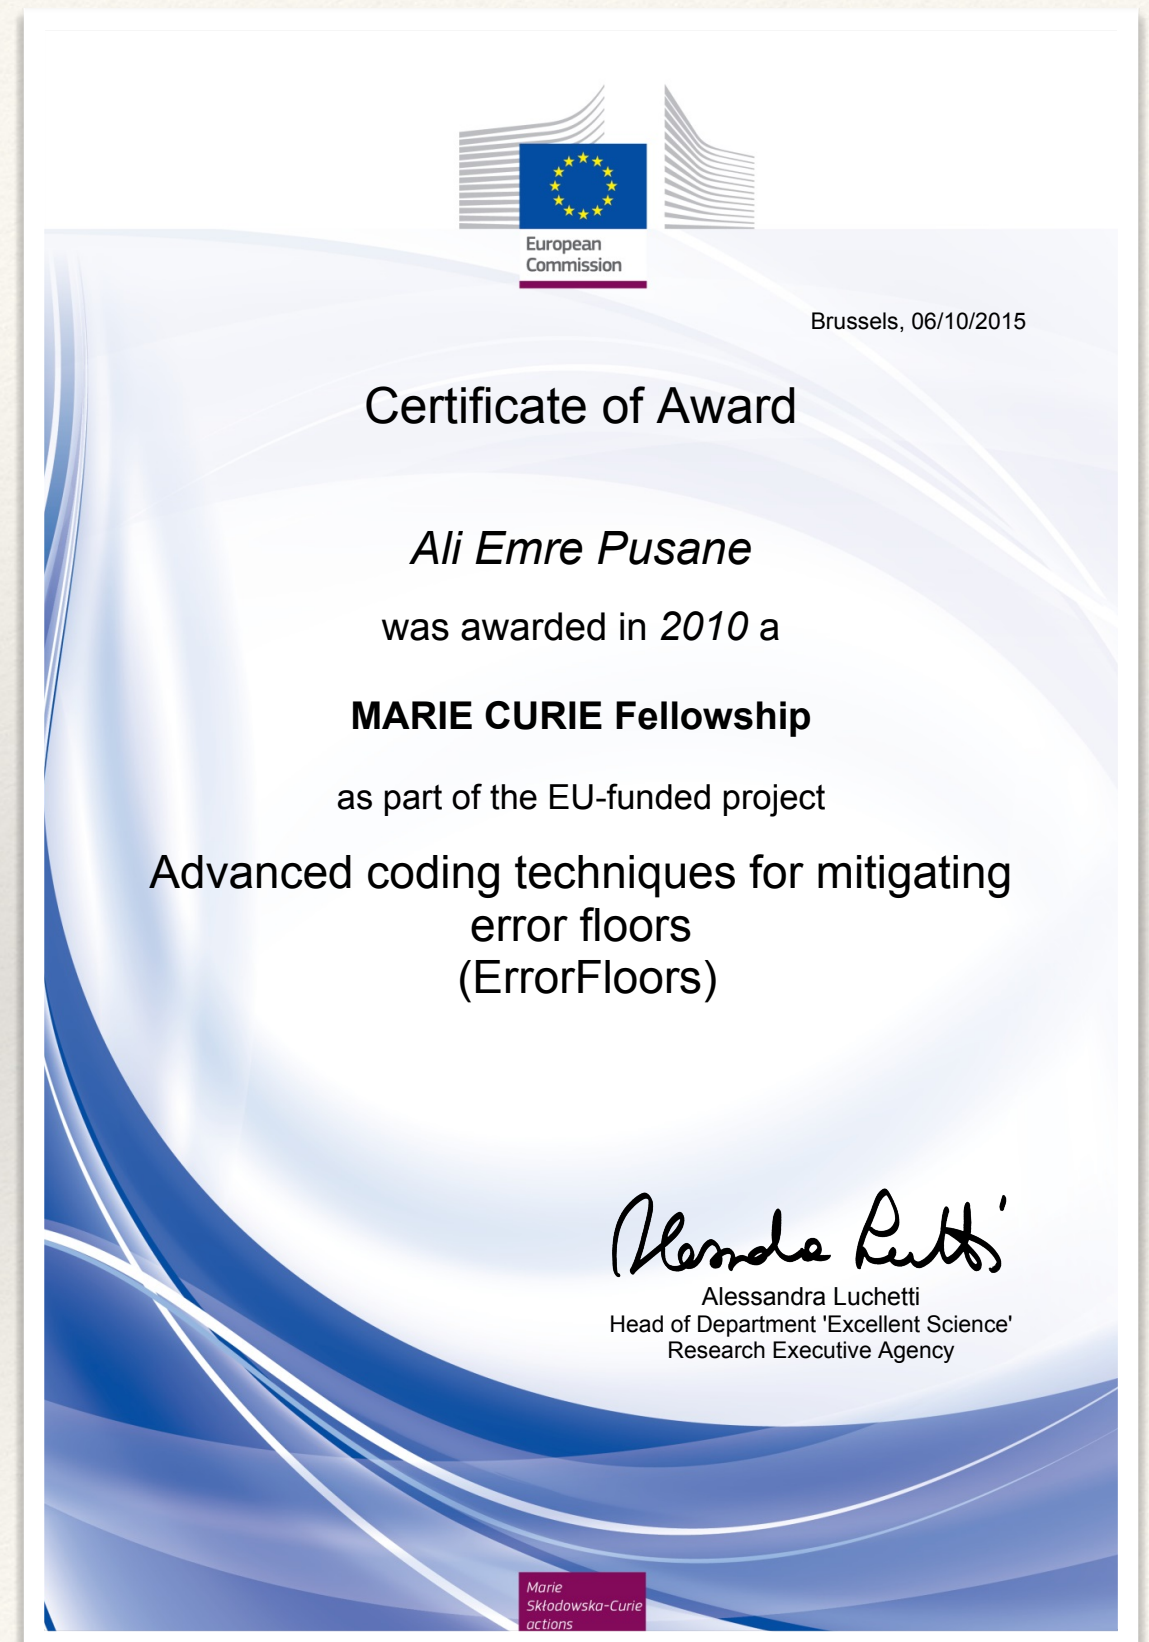 European
Commission
Brussels, 06/10/2015
Certificate of Award
Ali Emre Pusane
was awarded in 2010 a
MARIE CURIE Fellowship
as part of the EU-funded project
Advanced coding techniques for mitigating
error floors
(ErrorFloors)
Alessandra Luchetti
Head of Department 'Excellent Science'
Research Executive Agency
Marie
Skłodowska-Curie
actions